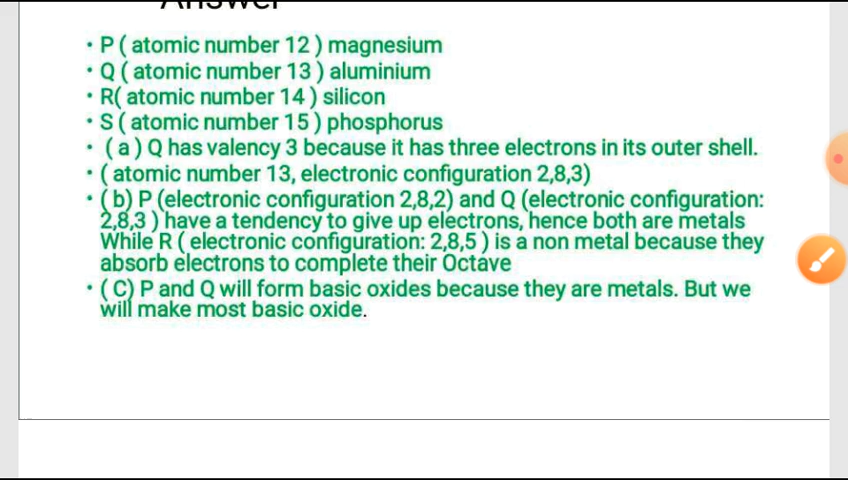 Answer
• P ( atomic number 12 ) magnesium
• Q ( atomic number 13 ) aluminium
• R( atomic number 14 ) silicon
• S ( atomic number 15 ) phosphorus
• ( a ) Q has valency 3 because it has three electrons in its outer shell.
• ( atomic number 13, electronic configuration 2,8,3)
• ( b) P (electronic configuration 2,8,2) and Q (electronic configuration:
2,8,3 ) have a tendency to give up electrons, hence both are metals
While R ( electronic configuration: 2,8,5 ) is a non metal because they
absorb electrons to complete their Octave
• ( C) P and Q will form basic oxides because they are metals. But we
will make most basic oxide.